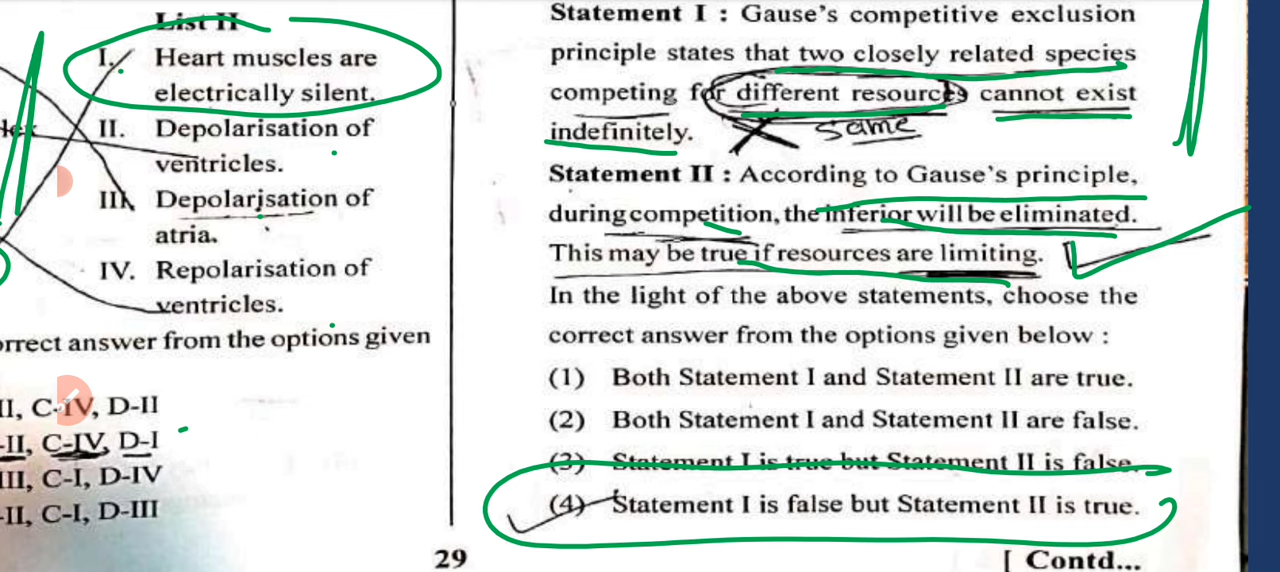 List II
I. Heart muscles are
electrically silent.
II. Depolarisation of
ventricles.
III. Depolarisation of
atria.
IV. Repolarisation of
ventricles.
orrect answer from the options given
II, C-IV, D-II
-II, C-IV, D-I
III, C-I, D-IV
-II, C-I, D-III
Statement I : Gause's competitive exclusion
principle states that two closely related species
competing for different resources cannot exist
indefinitely. same
Statement II : According to Gause's principle,
during competition, the inferior will be eliminated.
This may be true if resources are limiting.
In the light of the above statements, choose the
correct answer from the options given below :
(1) Both Statement I and Statement II are true.
(2) Both Statement I and Statement II are false.
(3) Statement I is true but Statement II is false.
(4) Statement I is false but Statement II is true.
29
[ Contd...